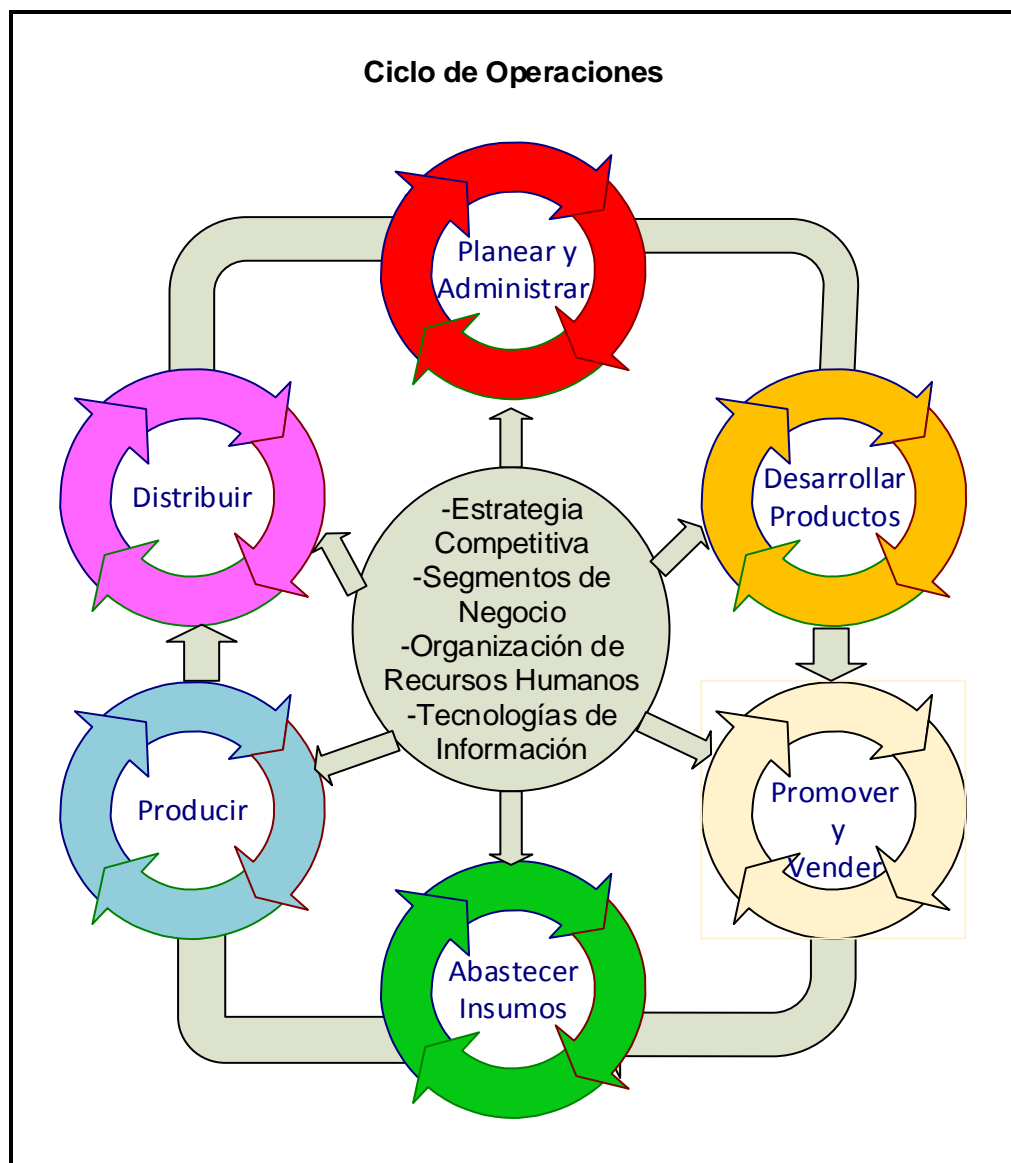 Ciclo de Operaciones
Planear y
Administrar
Distribuir
Desarrollar
Productos
-Estrategia
Competitiva
-Segmentos de
Negocio
-Organización de
Recursos Humanos
-Tecnologías de
Información
Producir
Promover
y
Vender
Abastecer
Insumos